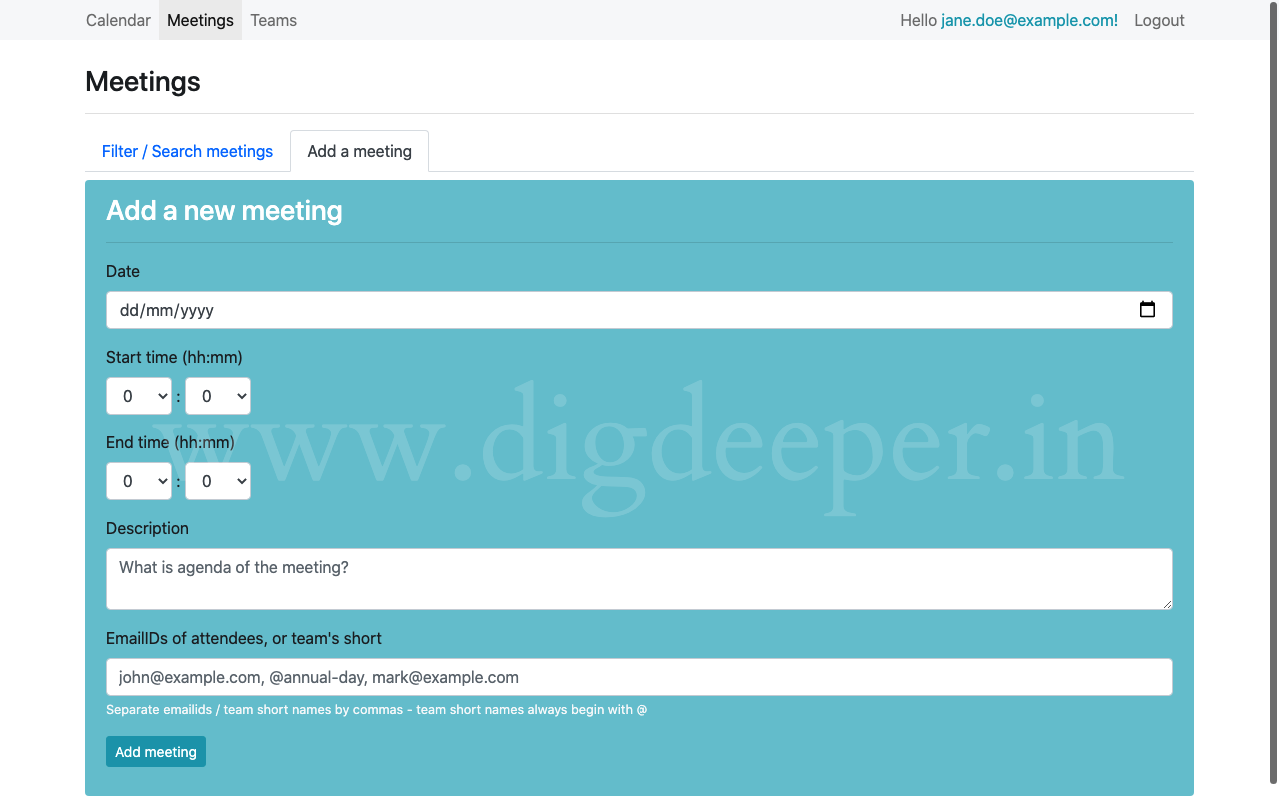 Calendar Meetings Teams Hello jane.doe@example.com! Logout
Meetings
Filter / Search meetings Add a meeting
Add a new meeting
Date
dd/mm/yyyy
Start time (hh:mm)
0 : 0
End time (hh:mm)
www.digdeeper.in
0 : 0
Description
What is agenda of the meeting?
EmailIDs of attendees, or team's short
john@example.com, @annual-day, mark@example.com
Separate emailids / team short names by commas - team short names always begin with @
Add meeting